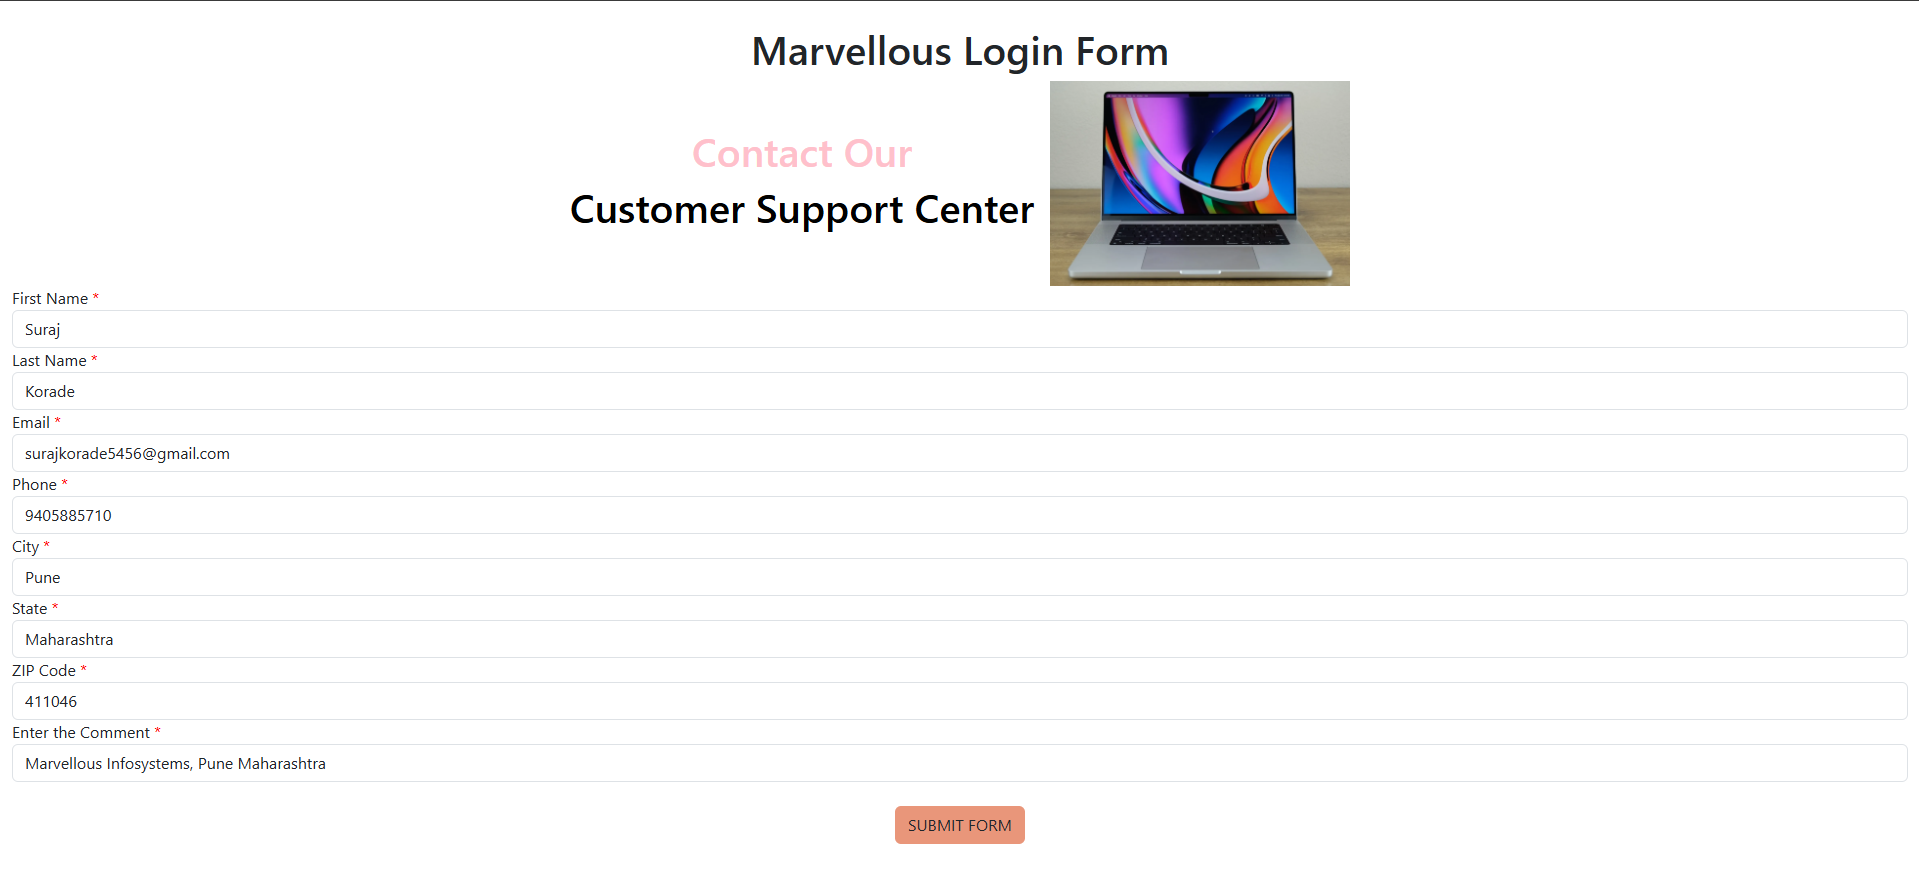 Marvellous Login Form
Contact Our
Customer Support Center
First Name *
Suraj
Last Name *
Korade
Email *
surajkorade5456@gmail.com
Phone *
9405885710
City *
Pune
State *
Maharashtra
ZIP Code *
411046
Enter the Comment *
Marvellous Infosystems, Pune Maharashtra
SUBMIT FORM